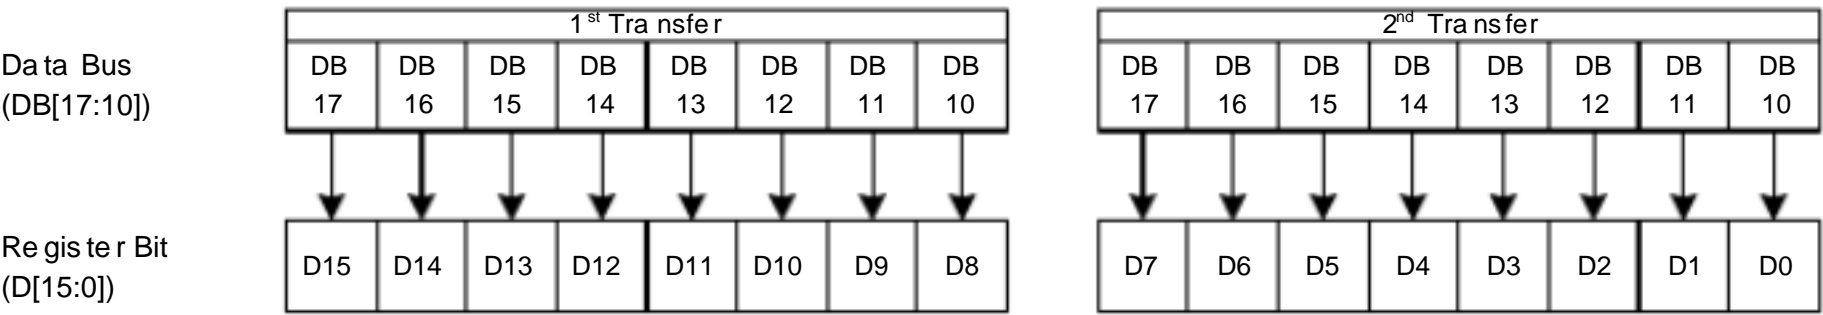 1st Transfer 2nd Transfer
Data Bus (DB[17:10])
DB DB DB DB DB DB DB DB DB DB DB DB DB DB DB DB
17 16 15 14 13 12 11 10 17 16 15 14 13 12 11 10
Register Bit (D[15:0])
D15 D14 D13 D12 D11 D10 D9 D8 D7 D6 D5 D4 D3 D2 D1 D0